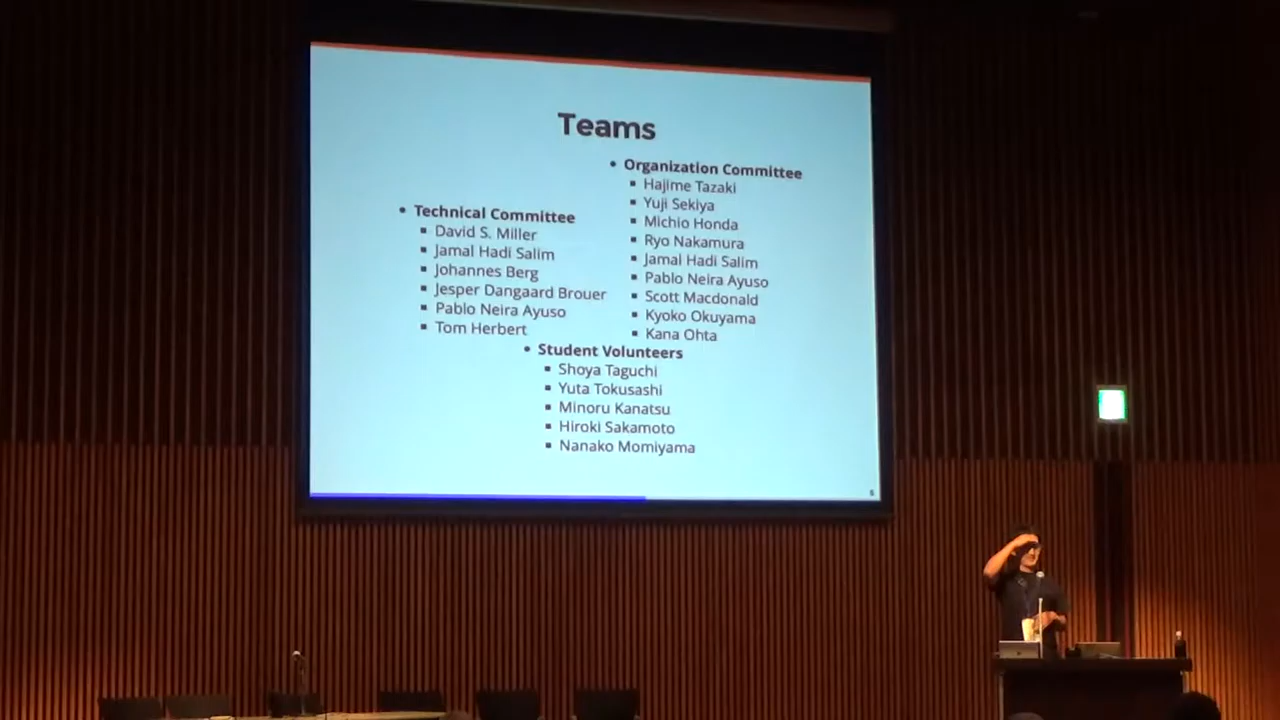 Teams
• Organization Committee
▪ Hajime Tazaki
▪ Yuji Sekiya
▪ Michio Honda
▪ Ryo Nakamura
▪ Jamal Hadi Salim
▪ Pablo Neira Ayuso
▪ Scott Macdonald
▪ Kyoko Okuyama
▪ Kana Ohta
• Technical Committee
▪ David S. Miller
▪ Jamal Hadi Salim
▪ Johannes Berg
▪ Jesper Dangaard Brouer
▪ Pablo Neira Ayuso
▪ Tom Herbert
• Student Volunteers
▪ Shoya Taguchi
▪ Yuta Tokusashi
▪ Minoru Kanatsu
▪ Hiroki Sakamoto
▪ Nanako Momiyama